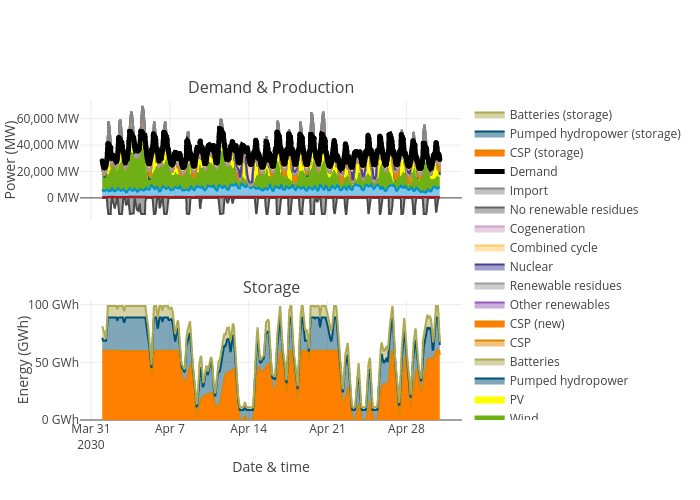 Demand & Production
Power (MW)
60,000 MW
40,000 MW
20,000 MW
0 MW
Storage
Energy (GWh)
100 GWh
50 GWh
0 GWh
Mar 31
2030
Apr 7
Apr 14
Apr 21
Apr 28
Date & time
Batteries (storage)
Pumped hydropower (storage)
CSP (storage)
Demand
Import
No renewable residues
Cogeneration
Combined cycle
Nuclear
Renewable residues
Other renewables
CSP (new)
CSP
Batteries
Pumped hydropower
PV
Wind